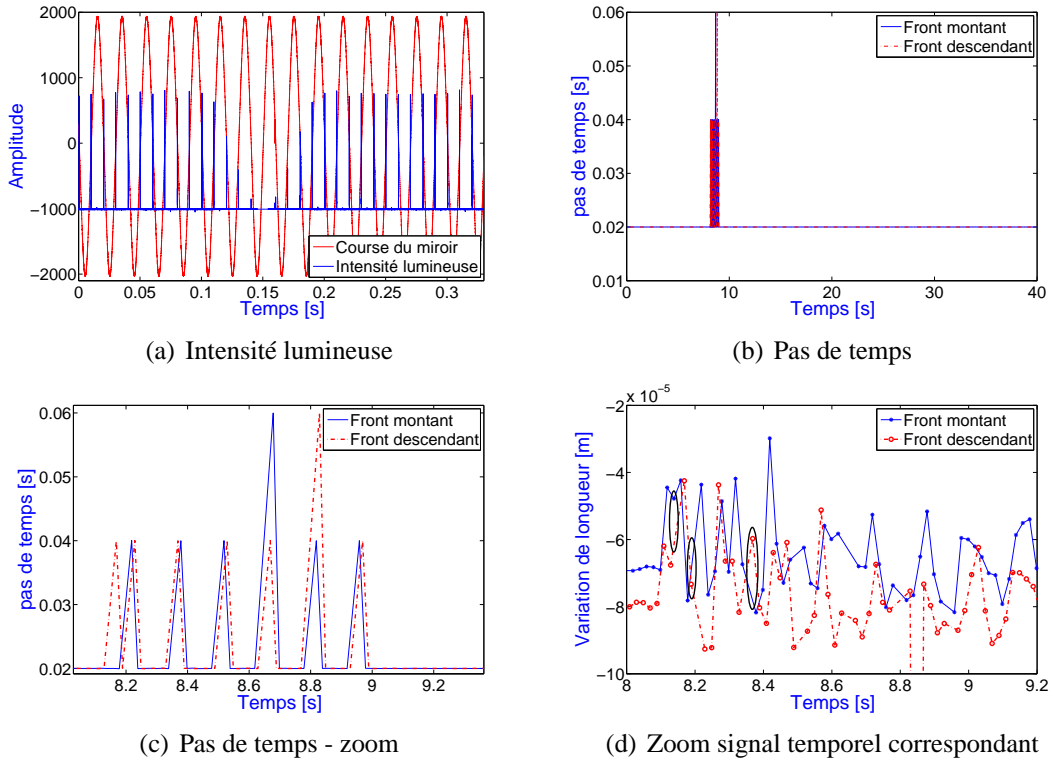 2000
1000
0
−1000
−2000
Amplitude
0
0.05
0.1
0.15
0.2
0.25
0.3
Temps [s]
Course du miroir
Intensité lumineuse
(a) Intensité lumineuse
0.06
0.05
0.04
0.03
0.02
0.01
pas de temps [s]
0
10
20
30
40
Temps [s]
Front montant
Front descendant
(b) Pas de temps
0.06
0.05
0.04
0.03
0.02
pas de temps [s]
8.2
8.4
8.6
8.8
9
9.2
Temps [s]
Front montant
Front descendant
(c) Pas de temps - zoom
x 10
−5
−2
−4
−6
−8
−10
Variation de longueur [m]
8
8.2
8.4
8.6
8.8
9
9.2
Temps [s]
Front montant
Front descendant
(d) Zoom signal temporel correspondant